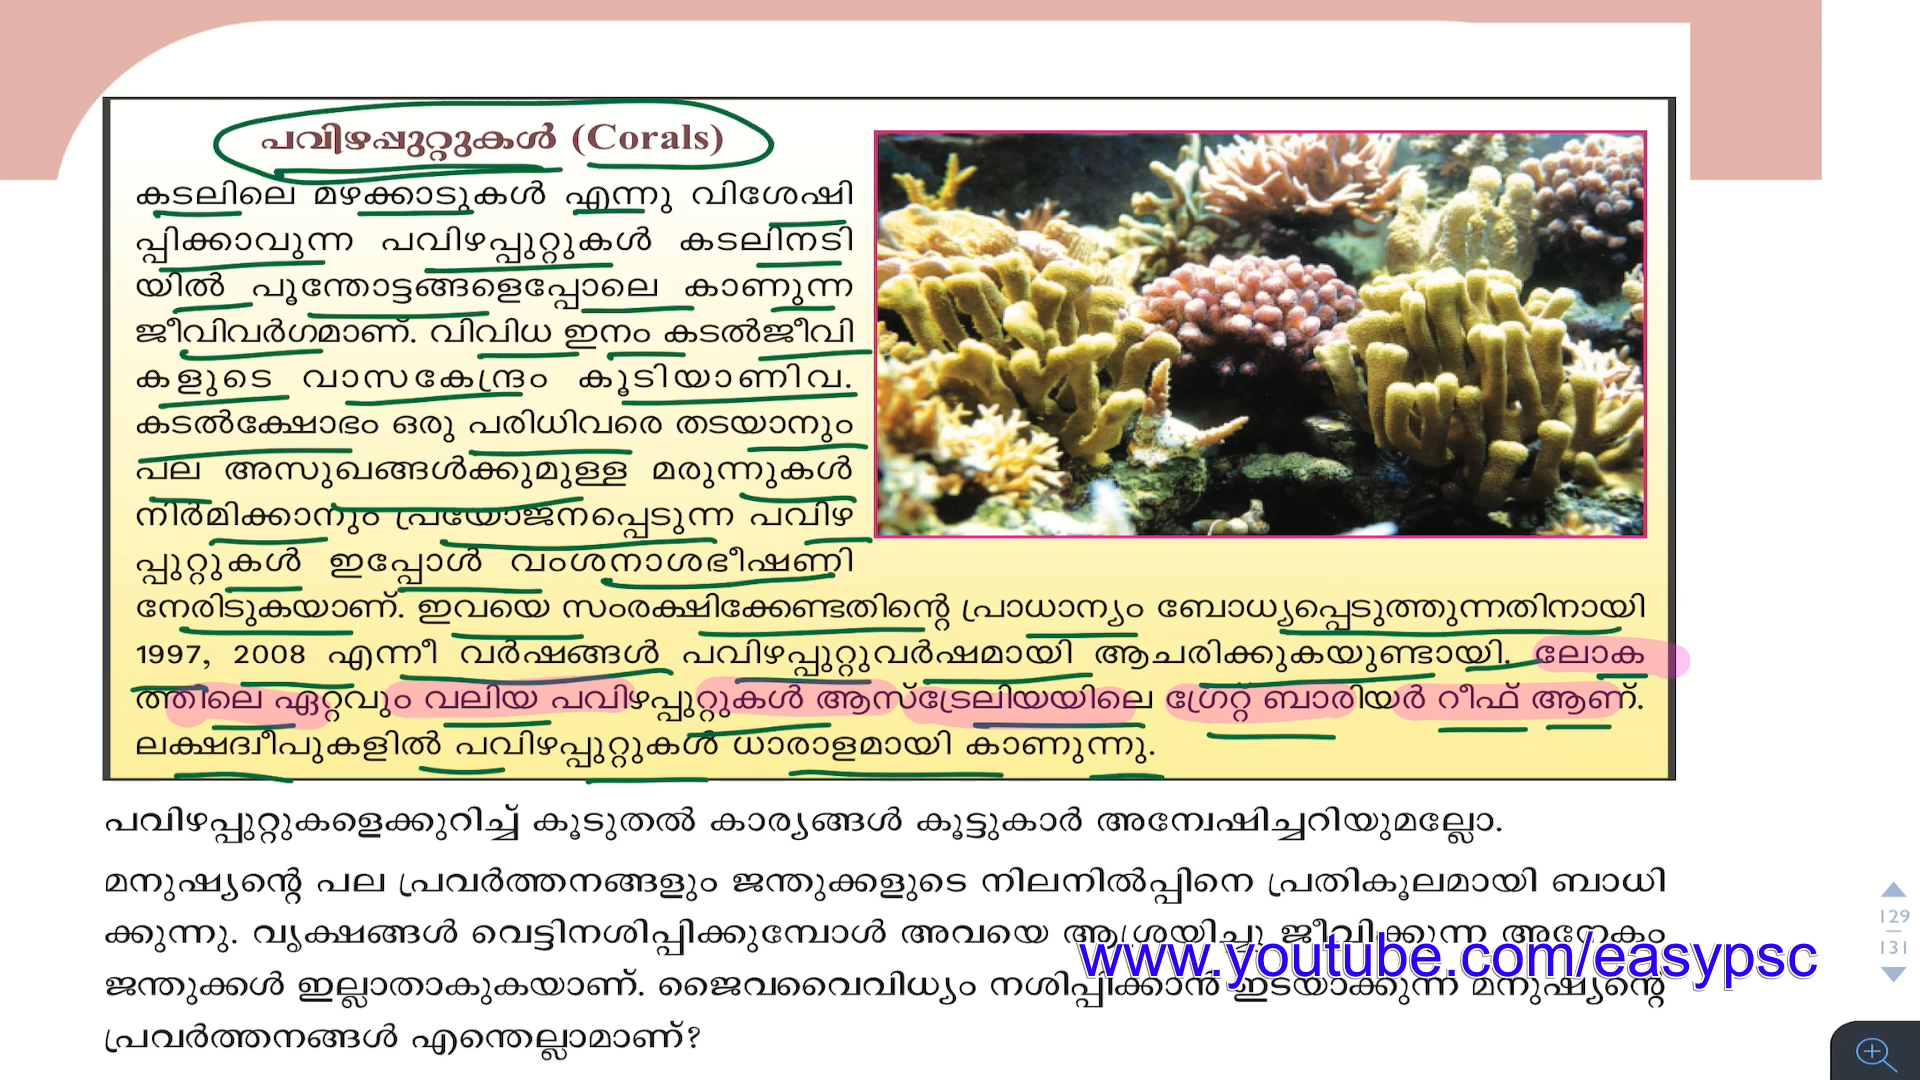 പവിഴപ്പുറ്റുകൾ (Corals)
കടലിലെ മഴക്കാടുകൾ എന്നു വിശേഷി
പ്പിക്കാവുന്ന പവിഴപ്പുറ്റുകൾ കടലിനടി
യിൽ പൂന്തോട്ടങ്ങളെപ്പോലെ കാണുന്ന
ജീവിവർഗമാണ്. വിവിധ ഇനം കടൽജീവി
കളുടെ വാസകേന്ദ്രം കൂടിയാണിവ.
കടൽക്ഷോഭം ഒരു പരിധിവരെ തടയാനും
പല അസുഖങ്ങൾക്കുമുള്ള മരുന്നുകൾ
നിർമിക്കാനും പ്രയോജനപ്പെടുന്ന പവിഴ
പ്പുറ്റുകൾ ഇപ്പോൾ വംശനാശഭീഷണി
നേരിടുകയാണ്. ഇവയെ സംരക്ഷിക്കേണ്ടതിന്റെ പ്രാധാന്യം ബോധ്യപ്പെടുത്തുന്നതിനായി
1997, 2008 എന്നീ വർഷങ്ങൾ പവിഴപ്പുറ്റുവർഷമായി ആചരിക്കുകയുണ്ടായി. ലോക
ത്തിലെ ഏറ്റവും വലിയ പവിഴപ്പുറ്റുകൾ ആസ്ട്രേലിയയിലെ ഗ്രേറ്റ് ബാരിയർ റീഫ് ആണ്.
ലക്ഷദ്വീപുകളിൽ പവിഴപ്പുറ്റുകൾ ധാരാളമായി കാണുന്നു.
പവിഴപ്പുറ്റുകളെക്കുറിച്ച് കൂടുതൽ കാര്യങ്ങൾ കൂട്ടുകാർ അന്വേഷിച്ചറിയുമല്ലോ.
മനുഷ്യന്റെ പല പ്രവർത്തനങ്ങളും ജന്തുക്കളുടെ നിലനിൽപ്പിനെ പ്രതികൂലമായി ബാധി
ക്കുന്നു. വൃക്ഷങ്ങൾ വെട്ടിനശിപ്പിക്കുമ്പോൾ അവയെ ആശ്രയിച്ചു ജീവിക്കുന്ന അനേകം
ജന്തുക്കൾ ഇല്ലാതാകുകയാണ്. ജൈവവൈവിധ്യം നശിപ്പിക്കാൻ ഇടയാക്കുന്ന മനുഷ്യന്റെ
പ്രവർത്തനങ്ങൾ എന്തെല്ലാമാണ്?
www.youtube.com/easypsc
129
131